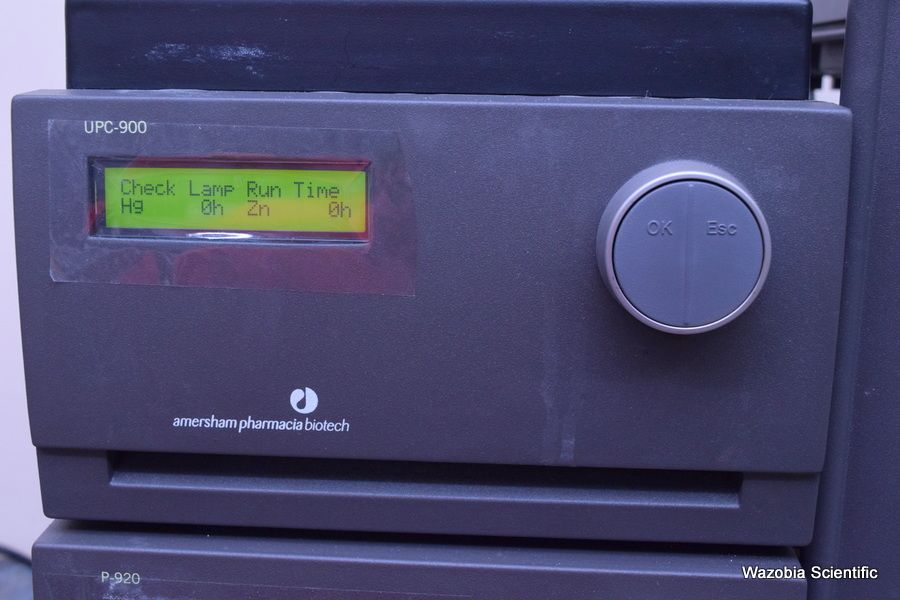 UPC-900
Check Lamp Run Time
Hg 0h Zn 0h
OK Esc
amersham pharmacia biotech
P-920
Wazobia Scientific